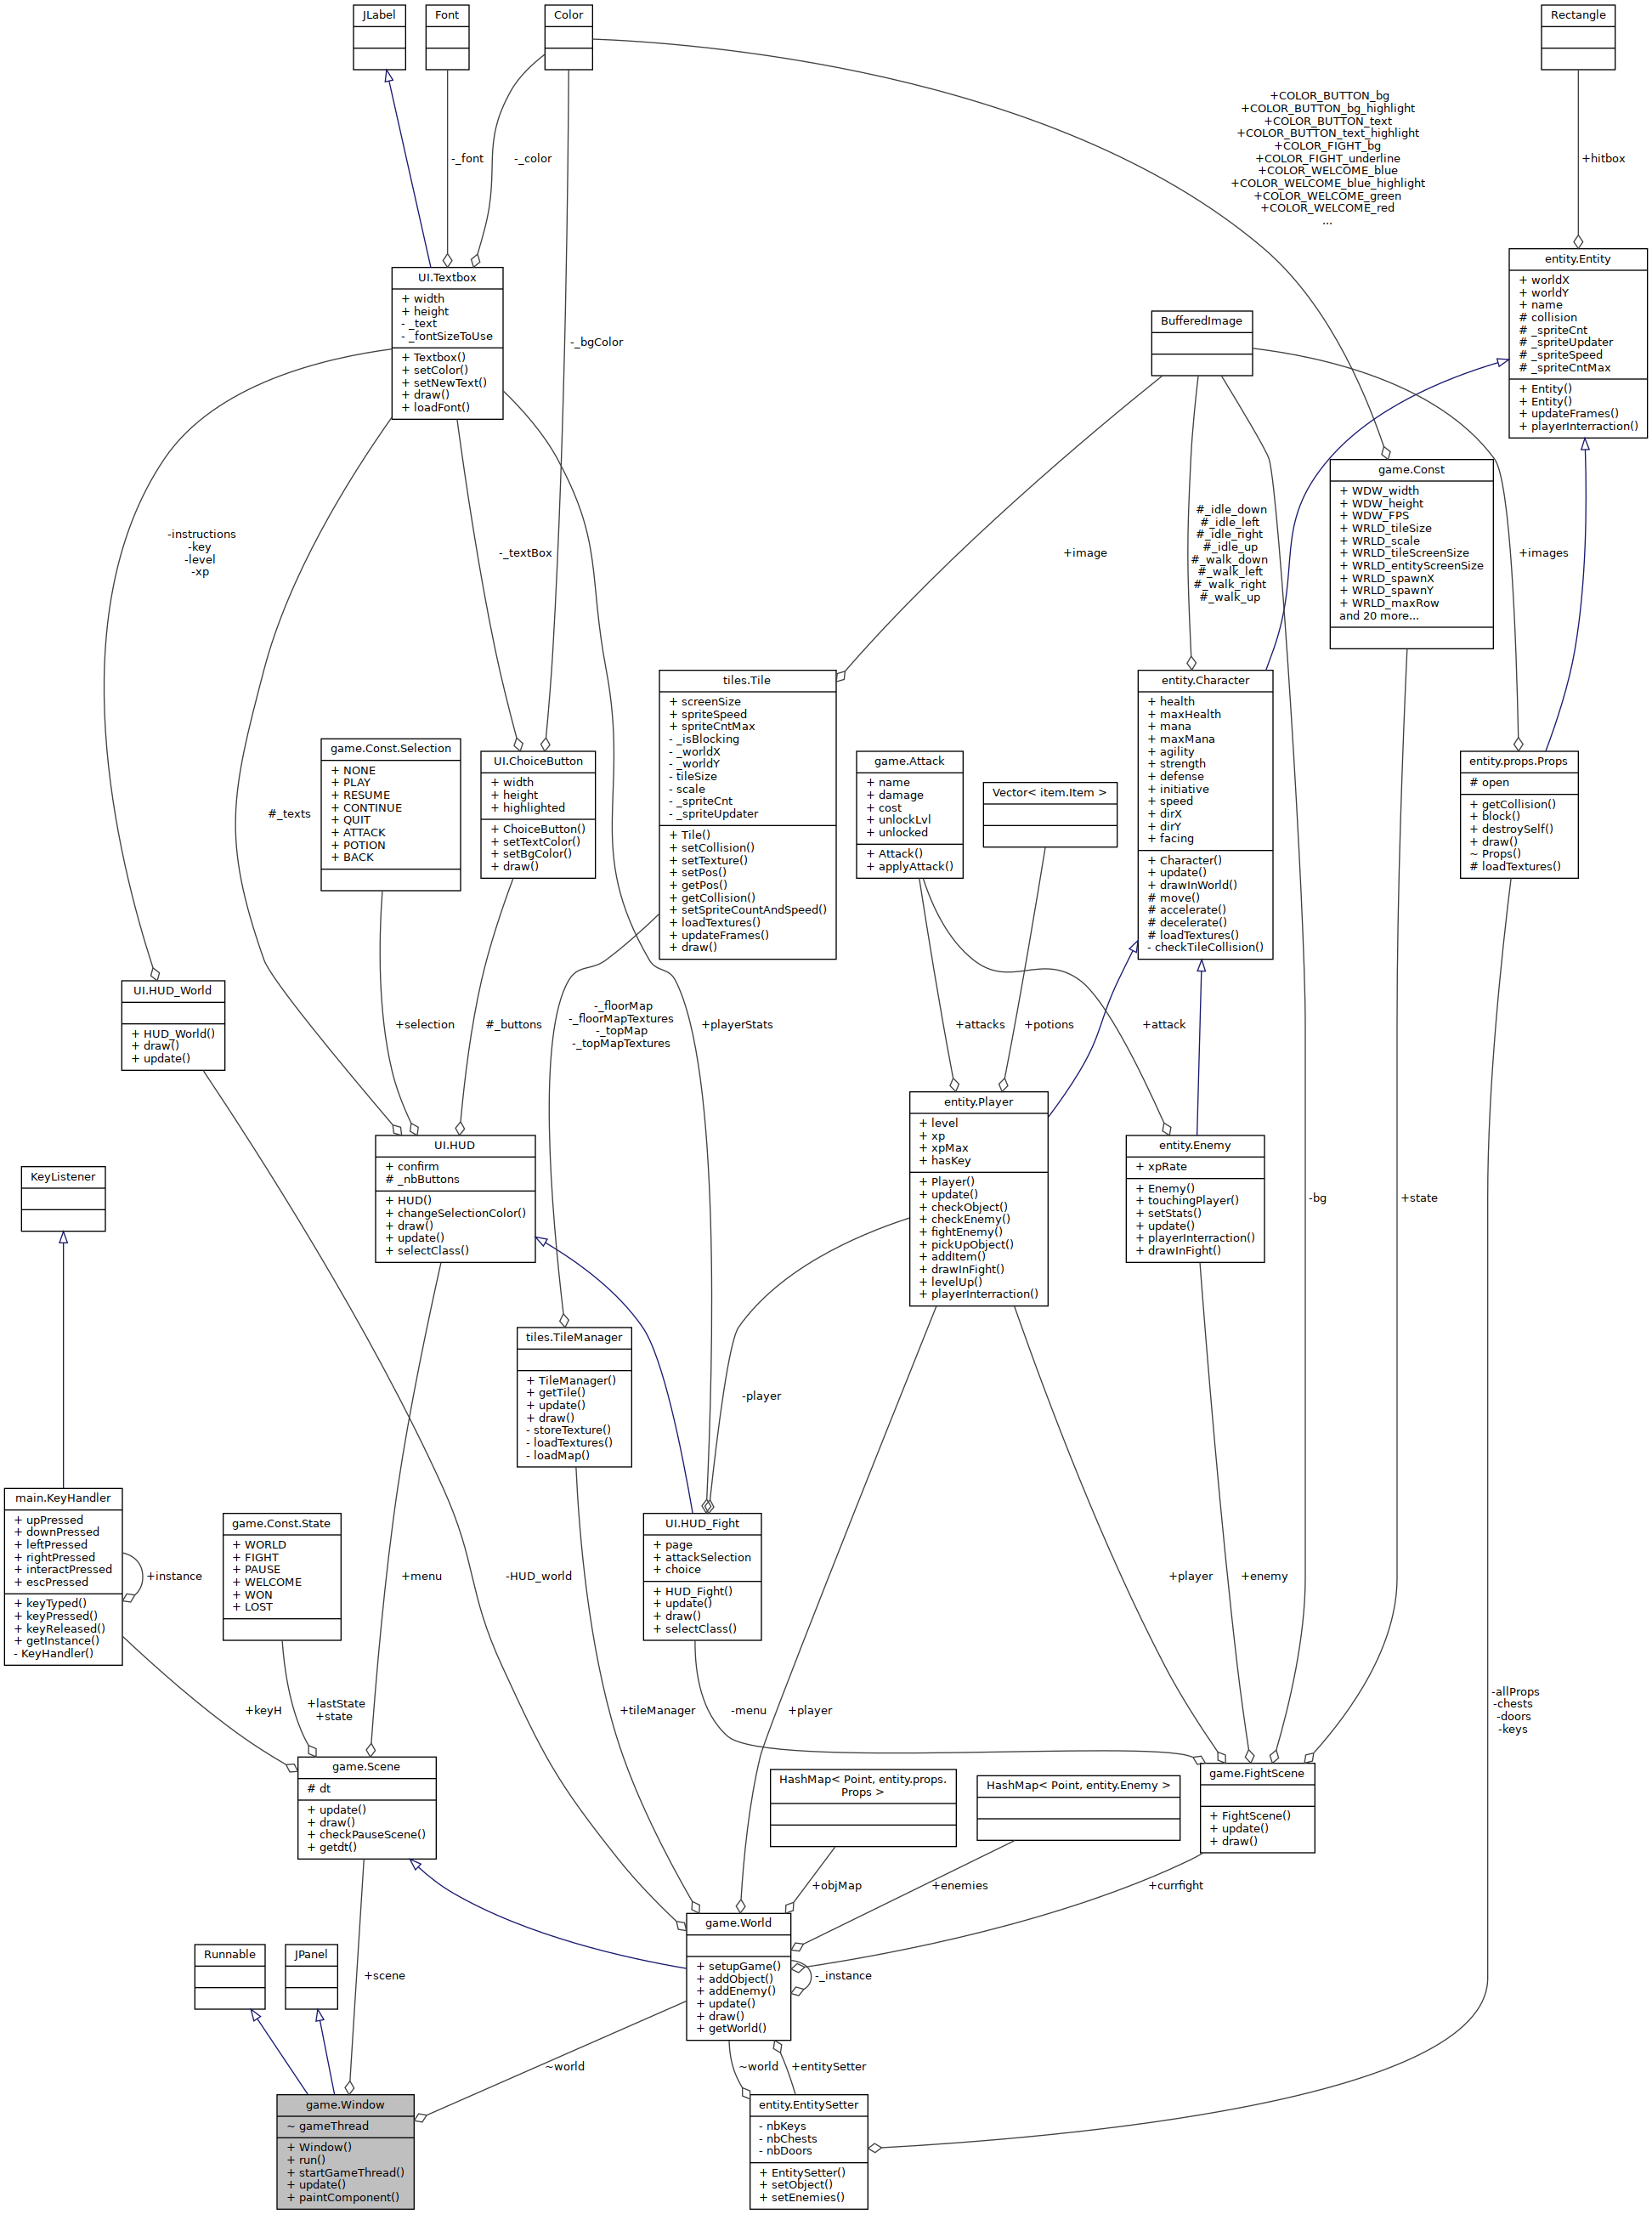 JLabel
Font
Color
Rectangle
+COLOR_BUTTON_bg
+COLOR_BUTTON_bg_highlight
+COLOR_BUTTON_text
+COLOR_BUTTON_text_highlight
+COLOR_FIGHT_bg
+COLOR_FIGHT_underline
+COLOR_WELCOME_blue
+COLOR_WELCOME_blue_highlight
+COLOR_WELCOME_green
+COLOR_WELCOME_red
...
-_font
-_color
+hitbox
UI.Textbox
+ width
+ height
- _text
- _fontSizeToUse
+ Textbox()
+ setColor()
+ setNewText()
+ draw()
+ loadFont()
entity.Entity
+ worldX
+ worldY
+ name
# collision
# _spriteCnt
# _spriteUpdater
# _spriteSpeed
# _spriteCntMax
+ Entity()
+ Entity()
+ updateFrames()
+ playerInterraction()
BufferedImage
-_bgColor
game.Const
+ WDW_width
+ WDW_height
+ WDW_FPS
+ WRLD_tileSize
+ WRLD_scale
+ WRLD_tileScreenSize
+ WRLD_entityScreenSize
+ WRLD_spawnX
+ WRLD_spawnY
+ WRLD_maxRow
and 20 more...
-instructions
-key
-level
-xp
-_textBox
+image
#_idle_down
#_idle_left
#_idle_right
#_idle_up
#_walk_down
#_walk_left
#_walk_right
#_walk_up
+images
tiles.Tile
+ screenSize
+ spriteSpeed
+ spriteCntMax
- _isBlocking
- _worldX
- _worldY
- tileSize
- scale
- _spriteCnt
- _spriteUpdater
+ Tile()
+ setCollision()
+ setTexture()
+ setPos()
+ getPos()
+ getCollision()
+ setSpriteCountAndSpeed()
+ loadTextures()
+ updateFrames()
+ draw()
entity.Character
+ health
+ maxHealth
+ mana
+ maxMana
+ agility
+ strength
+ defense
+ initiative
+ speed
+ dirX
+ dirY
+ facing
+ Character()
+ update()
+ drawInWorld()
# move()
# accelerate()
# decelerate()
# loadTextures()
- checkTileCollision()
#_texts
game.Const.Selection
+ NONE
+ PLAY
+ RESUME
+ CONTINUE
+ QUIT
+ ATTACK
+ POTION
+ BACK
UI.ChoiceButton
+ width
+ height
+ highlighted
+ ChoiceButton()
+ setTextColor()
+ setBgColor()
+ draw()
game.Attack
+ name
+ damage
+ cost
+ unlockLvl
+ unlocked
+ Attack()
+ applyAttack()
Vector< item.Item >
entity.props.Props
# open
+ getCollision()
+ block()
+ destroySelf()
+ draw()
~ Props()
# loadTextures()
UI.HUD_World
+ HUD_World()
+ draw()
+ update()
+selection
#_buttons
-_floorMap
-_floorMapTextures
-_topMap
-_topMapTextures
+playerStats
+attacks
+potions
+attack
entity.Player
+ level
+ xp
+ xpMax
+ hasKey
+ Player()
+ update()
+ checkObject()
+ checkEnemy()
+ fightEnemy()
+ pickUpObject()
+ addItem()
+ drawInFight()
+ levelUp()
+ playerInterraction()
UI.HUD
+ confirm
# _nbButtons
+ HUD()
+ changeSelectionColor()
+ draw()
+ update()
+ selectClass()
entity.Enemy
+ xpRate
+ Enemy()
+ touchingPlayer()
+ setStats()
+ update()
+ playerInterraction()
+ drawInFight()
KeyListener
-bg
+state
tiles.TileManager
+ TileManager()
+ getTile()
+ update()
+ draw()
- storeTexture()
- loadTextures()
- loadMap()
-player
main.KeyHandler
+ upPressed
+ downPressed
+ leftPressed
+ rightPressed
+ interactPressed
+ escPressed
+ keyTyped()
+ keyPressed()
+ keyReleased()
+ getInstance()
- KeyHandler()
+instance
game.Const.State
+ WORLD
+ FIGHT
+ PAUSE
+ WELCOME
+ WON
+ LOST
+menu
-HUD_world
UI.HUD_Fight
+ page
+ attackSelection
+ choice
+ HUD_Fight()
+ update()
+ draw()
+ selectClass()
+player
+enemy
+keyH
+lastState
+state
+tileManager
-menu
+player
-allProps
-chests
-doors
-keys
game.Scene
# dt
+ update()
+ draw()
+ checkPauseScene()
+ getdt()
HashMap< Point, entity.props.
Props >
HashMap< Point, entity.Enemy >
game.FightScene
+ FightScene()
+ update()
+ draw()
+objMap
+enemies
+currfight
game.World
+ setupGame()
+ addObject()
+ addEnemy()
+ update()
+ draw()
+ getWorld()
-_instance
Runnable
JPanel
+scene
~world
~world
+entitySetter
game.Window
~ gameThread
+ Window()
+ run()
+ startGameThread()
+ update()
+ paintComponent()
entity.EntitySetter
- nbKeys
- nbChests
- nbDoors
+ EntitySetter()
+ setObject()
+ setEnemies()